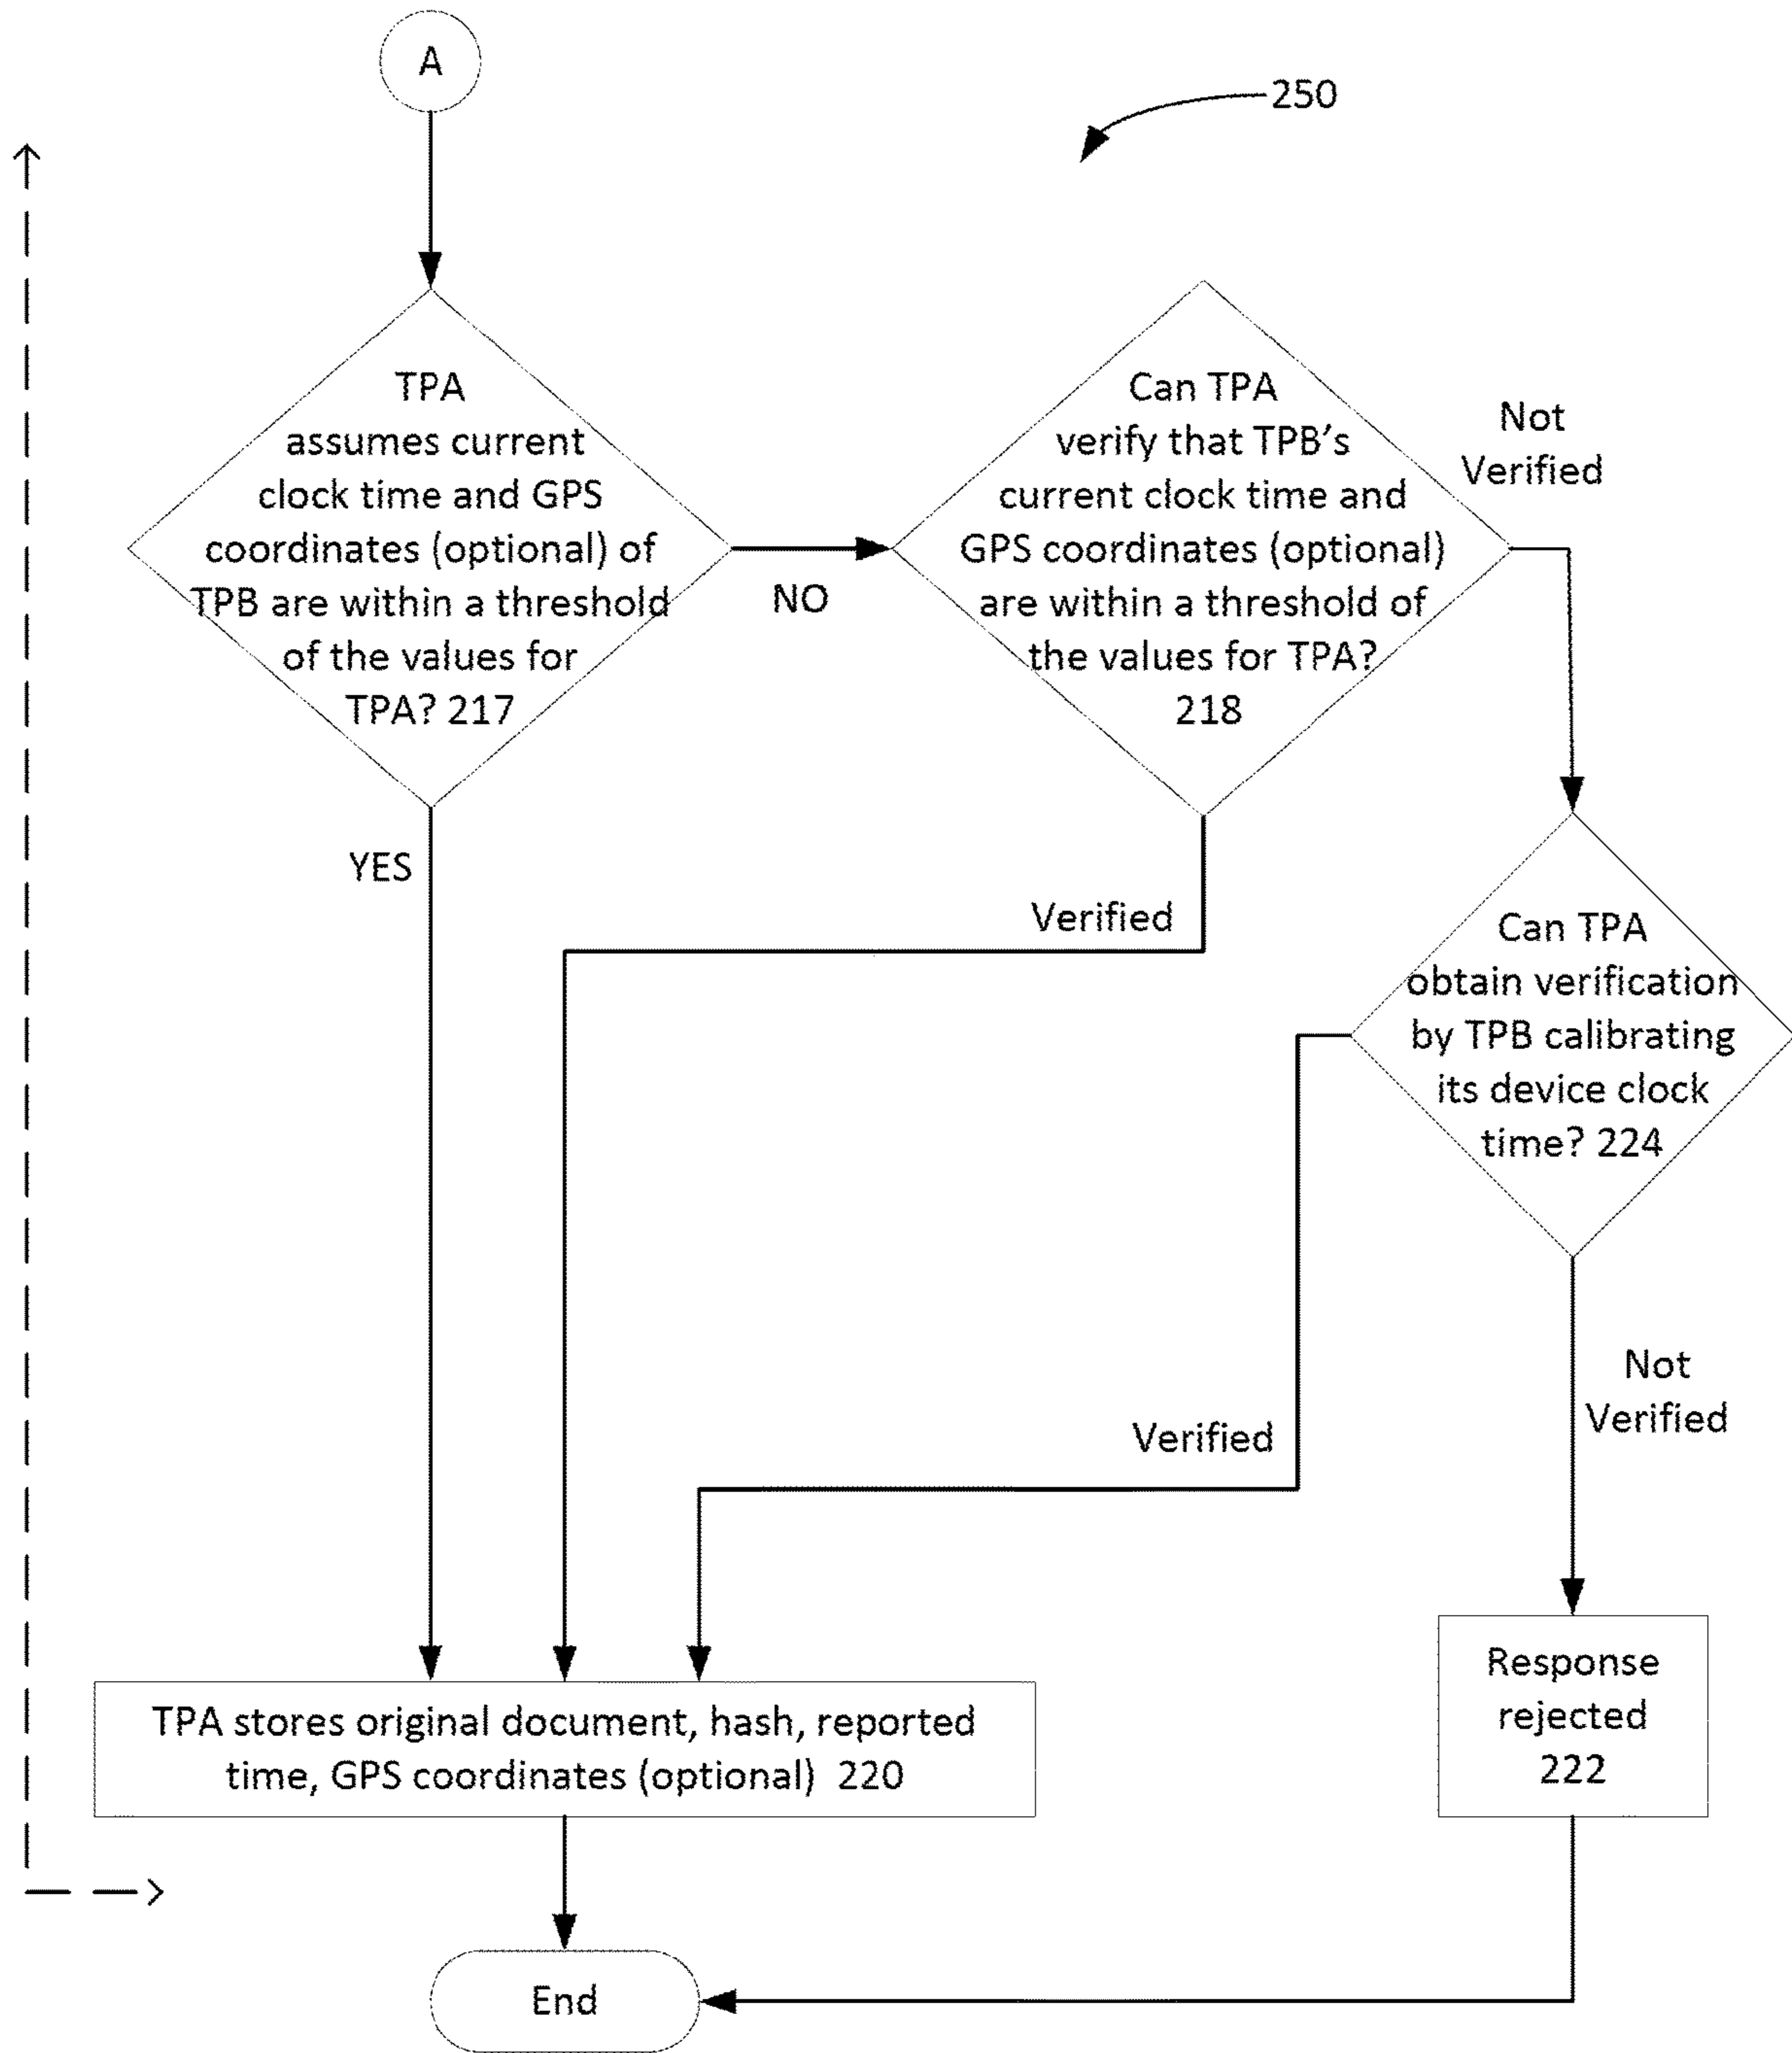 A
250
TPA
assumes current
clock time and GPS
coordinates (optional) of
TPB are within a threshold
of the values for
TPA? 217
NO
Can TPA
verify that TPB’s
current clock time and
GPS coordinates (optional)
are within a threshold of
the values for TPA?
218
Not
Verified
YES
Verified
Can TPA
obtain verification
by TPB calibrating
its device clock
time? 224
Verified
Not
Verified
TPA stores original document, hash, reported
time, GPS coordinates (optional) 220
Response
rejected
222
End